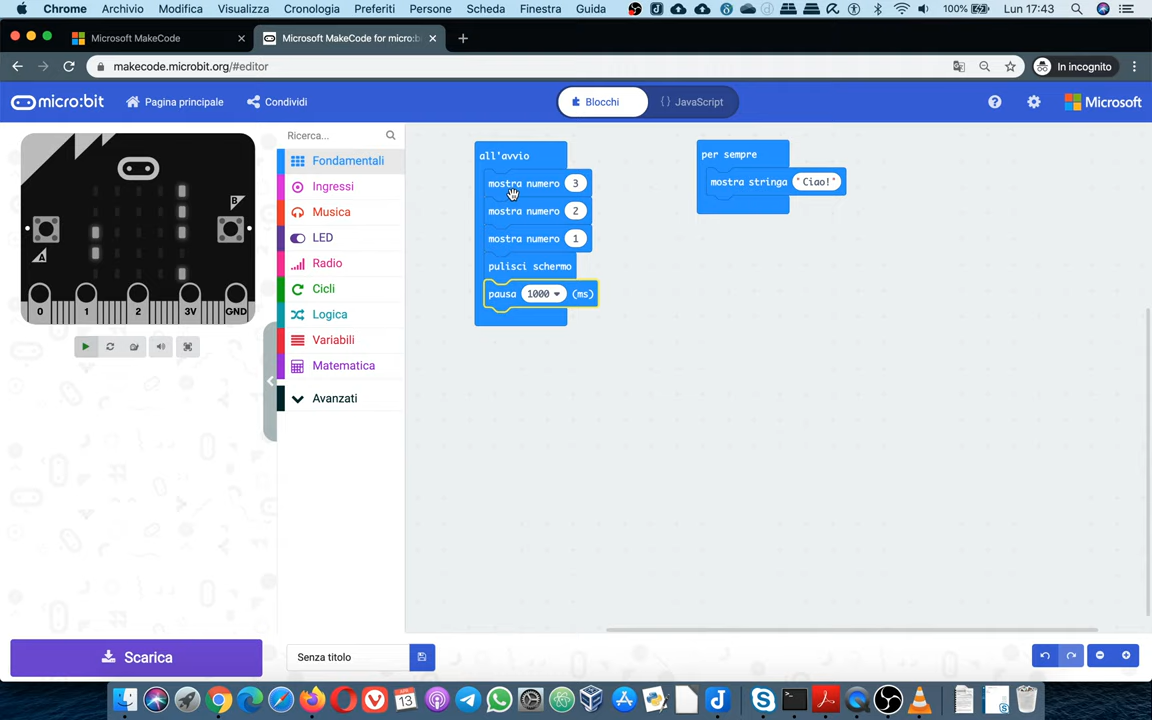 Chrome Archivio Modifica Visualizza Cronologia Preferiti Persone Scheda Finestra Guida 100% Lun 17:43
Microsoft MakeCode
Microsoft MakeCode for micro:b
makecode.microbit.org/#editor
In incognito
micro:bit
Pagina principale
Condividi
Blocchi
{ } JavaScript
Microsoft
Ricerca...
Fondamentali
Ingressi
Musica
LED
Radio
Cicli
Logica
Variabili
Matematica
Avanzati
A
B
0 1 2 3V GND
all'avvio
mostra numero 3
mostra numero 2
mostra numero 1
pulisci schermo
pausa 1000 (ms)
per sempre
mostra stringa "Ciao!"
Scarica
Senza titolo
13